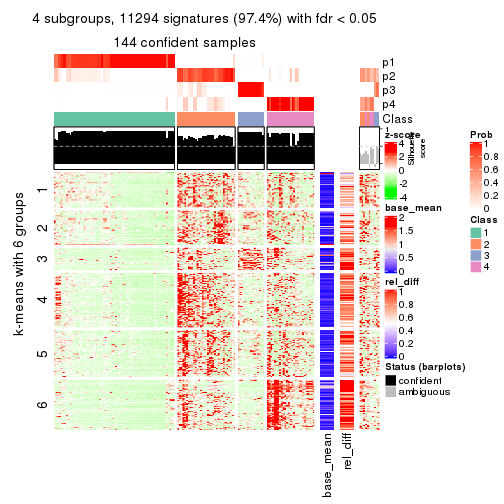 4 subgroups, 11294 signatures (97.4%) with fdr < 0.05
144 confident samples
p1
p2
p3
p4
Class
1
Silhouette
score
k-means with 6 groups
1
2
3
4
5
6
base_mean
rel_diff
z-score
4
2
0
-2
-4
base_mean
2
1.5
1
0.5
0
rel_diff
1
0.8
0.6
0.4
0.2
0
Status (barplots)
confident
ambiguous
Prob
1
0.8
0.6
0.4
0.2
0
Class
1
2
3
4